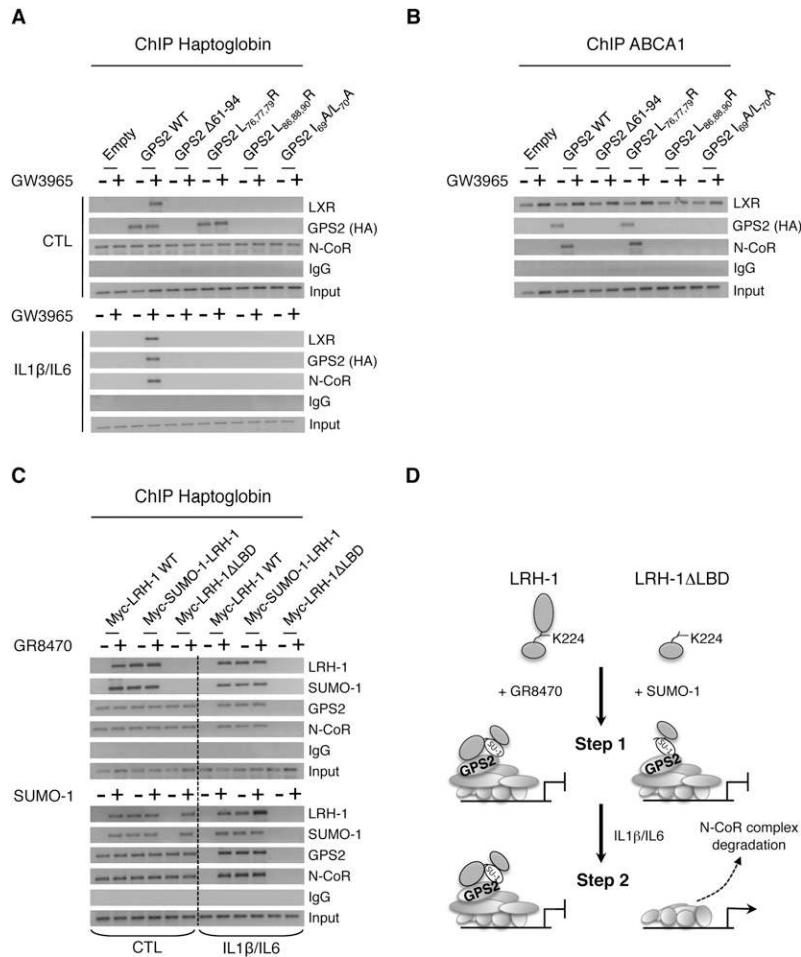 A
ChIP Haptoglobin
Empty
GPS2 WT
GPS2 Δ61-94
GPS2 L76,77,79R
GPS2 L86,88,90R
GPS2 I69A/L70A
GW3965 - + - + - + - + - + - +
CTL
LXR
GPS2 (HA)
N-CoR
IgG
Input
GW3965 - + - + - + - + - + - +
IL1β/IL6
LXR
GPS2 (HA)
N-CoR
IgG
Input
B
ChIP ABCA1
Empty
GPS2 WT
GPS2 Δ61-94
GPS2 L76,77,79R
GPS2 L86,88,90R
GPS2 I69A/L70A
GW3965 - + - + - + - + - + - +
LXR
GPS2 (HA)
N-CoR
IgG
Input
C
ChIP Haptoglobin
Myc-LRH-1 WT
Myc-SUMO-1-LRH-1
Myc-LRH-1ΔLBD
Myc-LRH-1 WT
Myc-SUMO-1-LRH-1
Myc-LRH-1ΔLBD
GR8470 - + - + - + - + - + - +
LRH-1
SUMO-1
GPS2
N-CoR
IgG
Input
SUMO-1 - + - + - + - + - + - +
LRH-1
SUMO-1
GPS2
N-CoR
IgG
Input
CTL IL1β/IL6
D
LRH-1 LRH-1ΔLBD
K224 K224
+ GR8470 + SUMO-1
Step 1
SU-1 SU-1
GPS2 GPS2
IL1β/IL6
N-CoR complex
degradation
Step 2
SU-1
GPS2